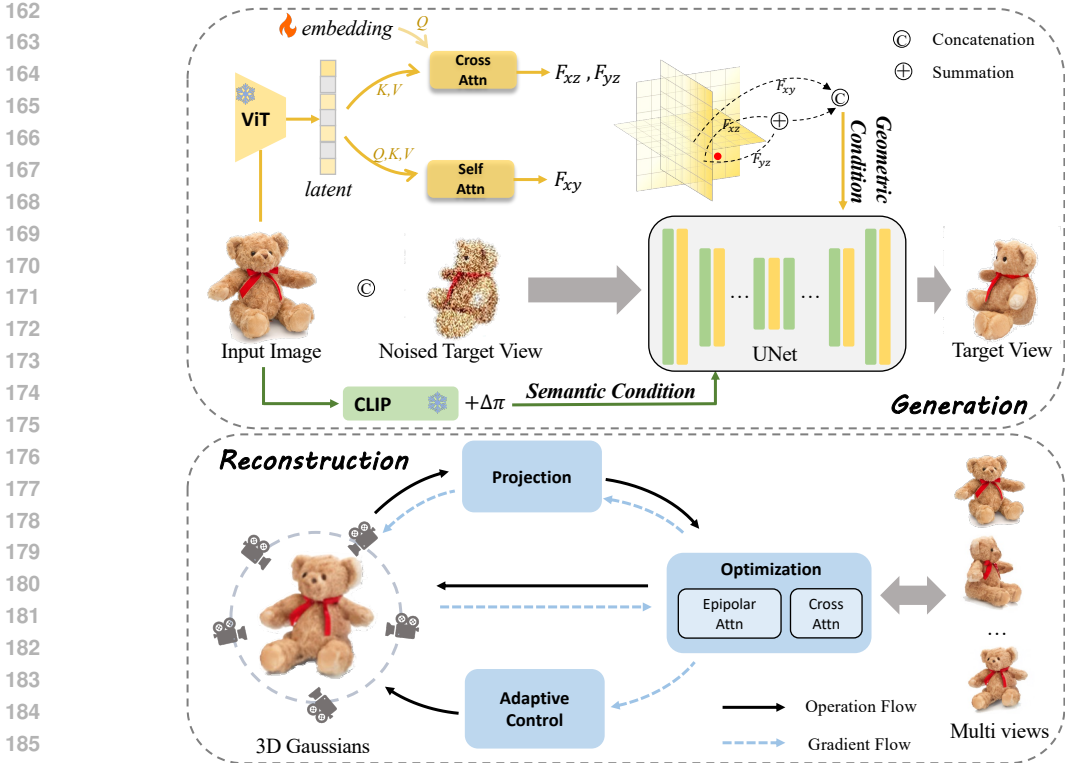 162
163
164
165
166
167
168
169
170
171
172
173
174
175
176
177
178
179
180
181
182
183
184
185
embedding
Q
Cross
Attn
F_xz , F_yz
© Concatenation
⊕ Summation
ViT
K,V
latent
Q,K,V
Self
Attn
F_xy
F_xy
F_xz
F_yz
©
⊕
Geometric
Condition
©
... ...
UNet
Input Image
Noised Target View
Target View
CLIP
+Δπ
Semantic Condition
Generation
Reconstruction
Projection
Optimization
Epipolar
Attn
Cross
Attn
...
Adaptive
Control
3D Gaussians
Operation Flow
Gradient Flow
Multi views